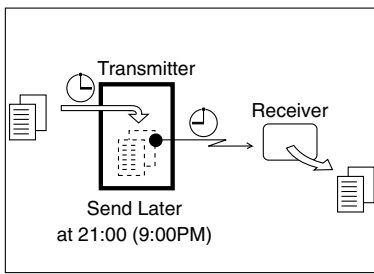 Transmitter
Receiver
Send Later
at 21:00 (9:00PM)